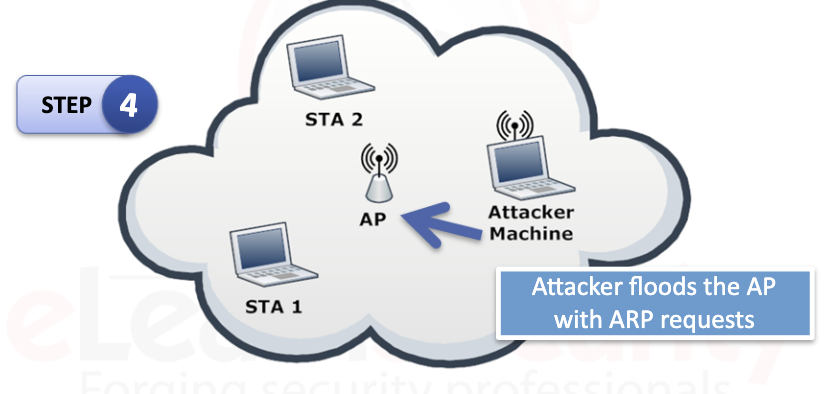 STEP 4
STA 2
AP
Attacker
Machine
STA 1
Attacker floods the AP
with ARP requests
Forging security professionals